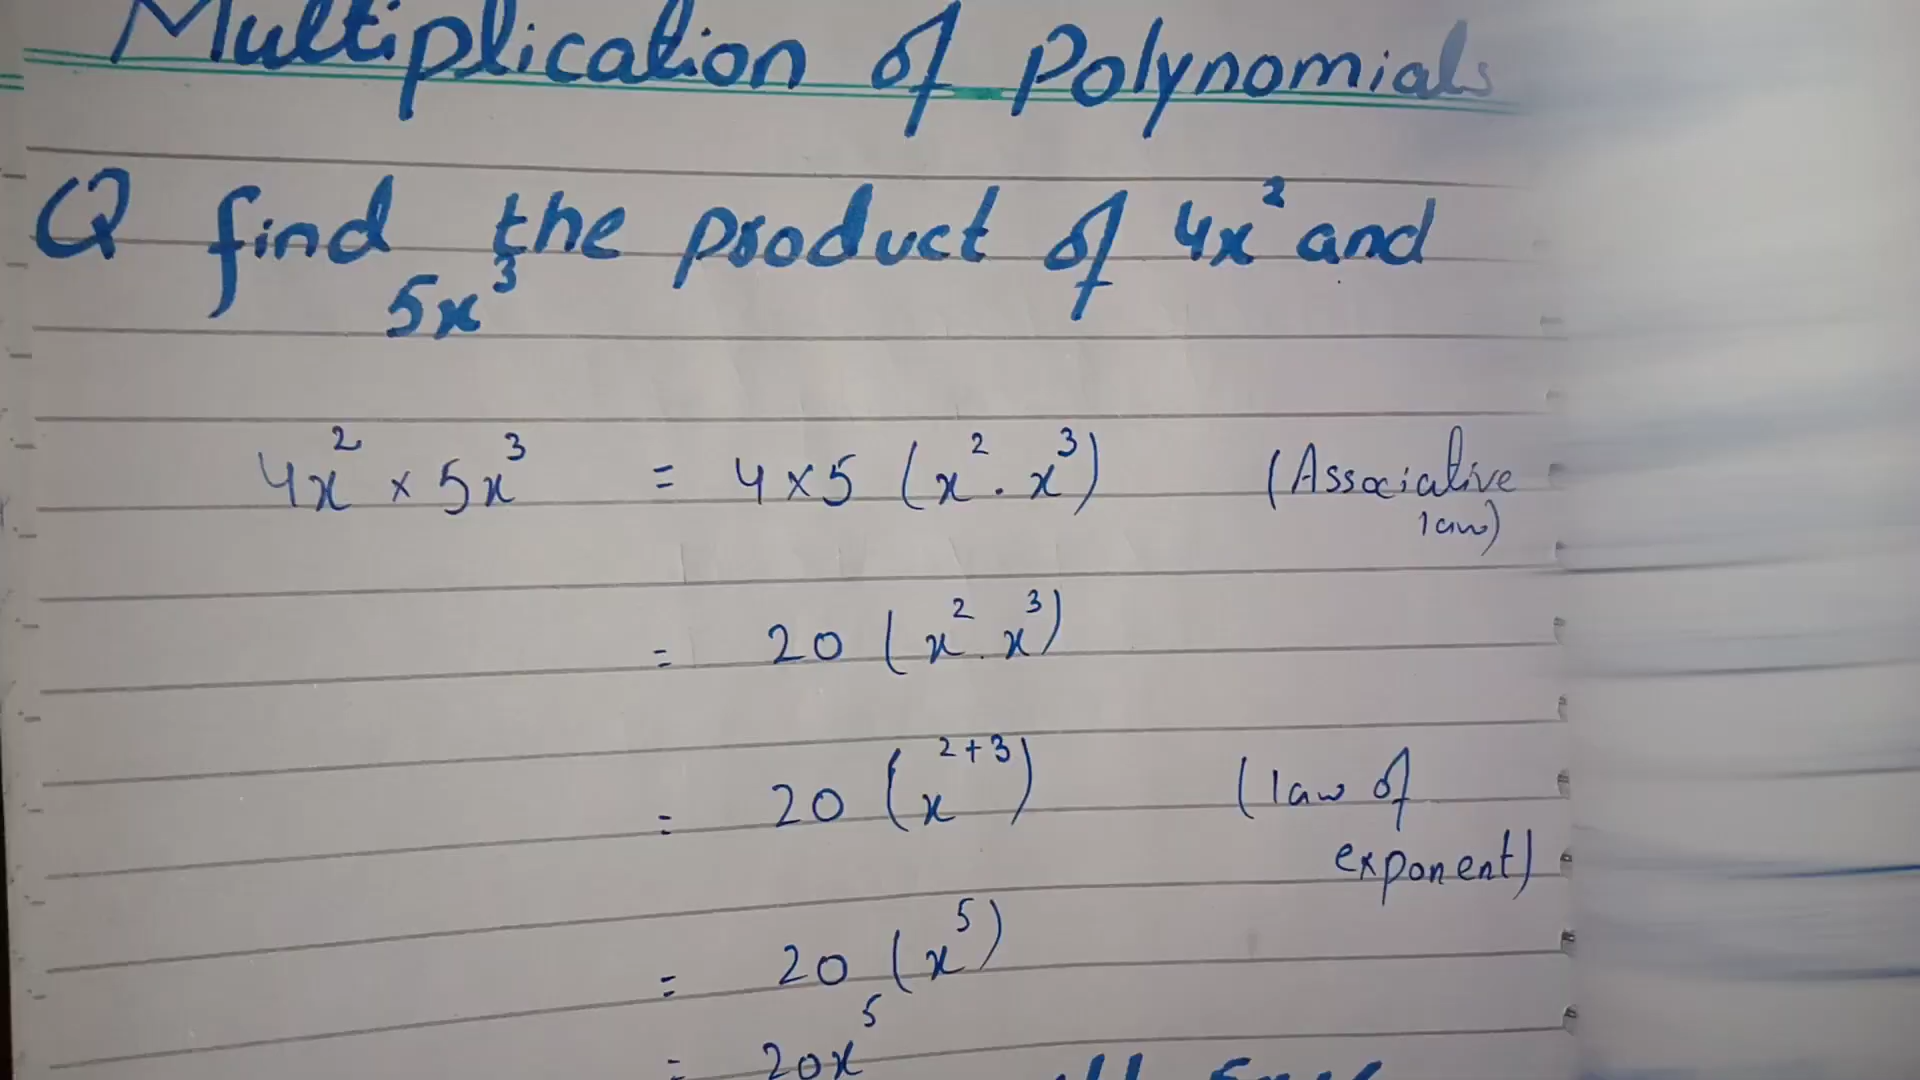 Multiplication of Polynomials
Q find the product of 4x² and
5x³
4x² × 5x³ = 4×5 (x² . x³) (Associative
law)
= 20 (x² . x³)
= 20 (x²⁺³) (law of
exponent)
= 20 (x⁵)
= 20x⁵